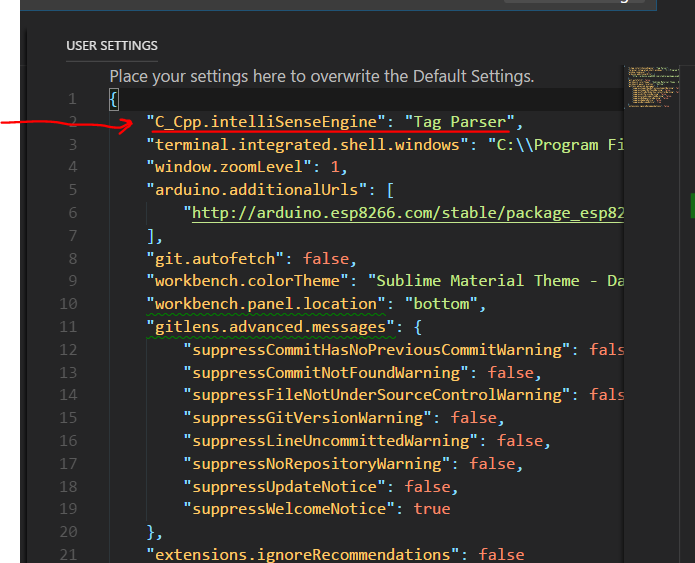 USER SETTINGS
Place your settings here to overwrite the Default Settings.
1 {
2 "C_Cpp.intelliSenseEngine": "Tag Parser",
3 "terminal.integrated.shell.windows": "C:\\Program Fi
4 "window.zoomLevel": 1,
5 "arduino.additionalUrls": [
6 "http://arduino.esp8266.com/stable/package_esp82
7 ],
8 "git.autofetch": false,
9 "workbench.colorTheme": "Sublime Material Theme - Da
10 "workbench.panel.location": "bottom",
11 "gitlens.advanced.messages": {
12 "suppressCommitHasNoPreviousCommitWarning": fals
13 "suppressCommitNotFoundWarning": false,
14 "suppressFileNotUnderSourceControlWarning": fals
15 "suppressGitVersionWarning": false,
16 "suppressLineUncommittedWarning": false,
17 "suppressNoRepositoryWarning": false,
18 "suppressUpdateNotice": false,
19 "suppressWelcomeNotice": true
20 },
21 "extensions.ignoreRecommendations": false